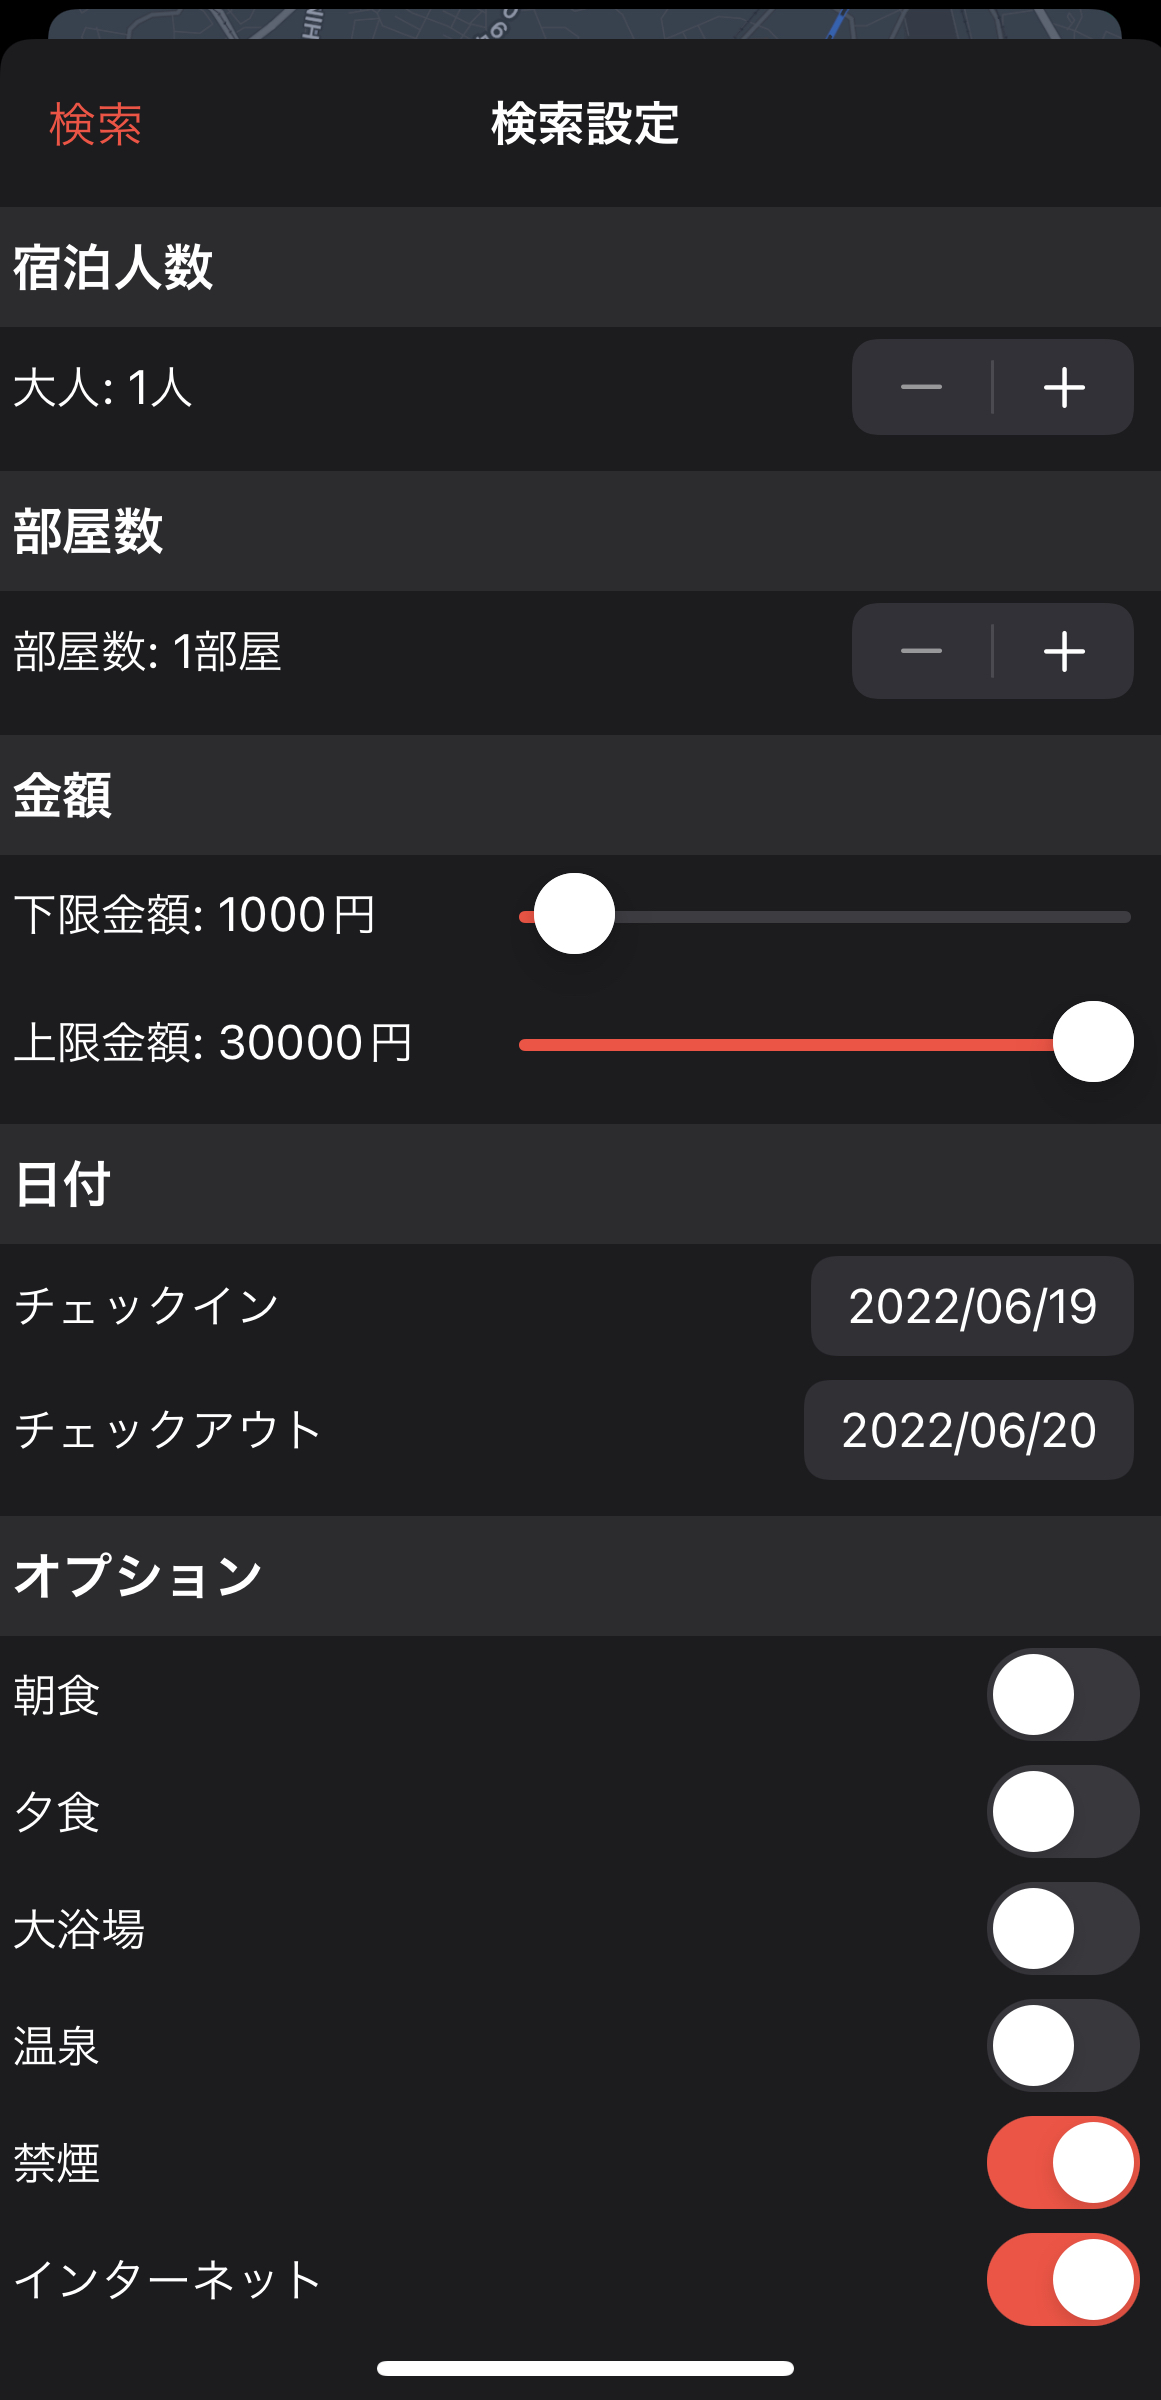 検索
検索設定
宿泊人数
大人: 1人
部屋数
部屋数: 1部屋
金額
下限金額: 1000円
上限金額: 30000円
日付
チェックイン
2022/06/19
チェックアウト
2022/06/20
オプション
朝食
夕食
大浴場
温泉
禁煙
インターネット